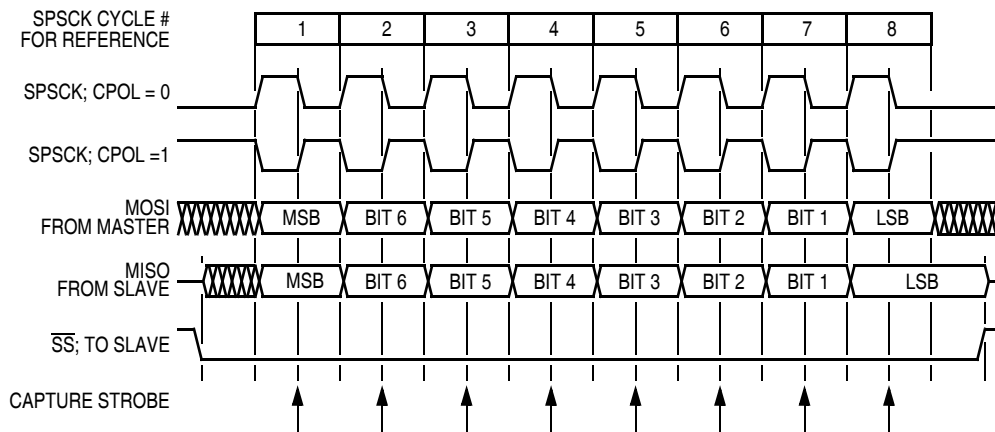 SPSCK CYCLE #
FOR REFERENCE
1 2 3 4 5 6 7 8
SPSCK; CPOL = 0
SPSCK; CPOL =1
MOSI
FROM MASTER
MSB BIT 6 BIT 5 BIT 4 BIT 3 BIT 2 BIT 1 LSB
MISO
FROM SLAVE
MSB BIT 6 BIT 5 BIT 4 BIT 3 BIT 2 BIT 1 LSB
SS; TO SLAVE
CAPTURE STROBE